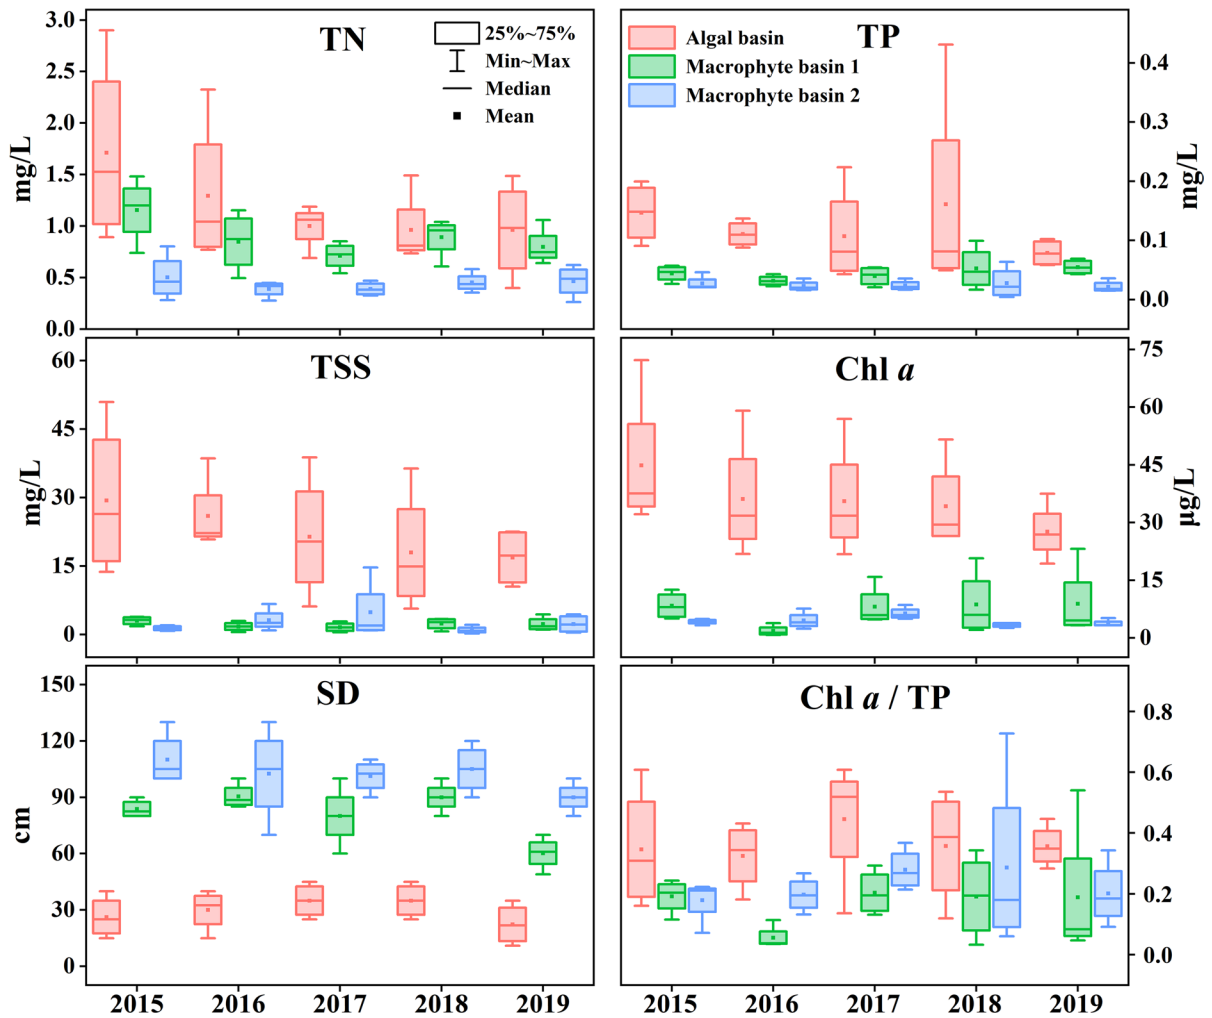 TN
25%~75%
Min~Max
Median
Mean
3.0
2.5
2.0
1.5
1.0
0.5
0.0
mg/L
TP
Algal basin
Macrophyte basin 1
Macrophyte basin 2
0.4
0.3
0.2
0.1
0.0
mg/L
TSS
60
45
30
15
0
mg/L
Chl a
75
60
45
30
15
0
µg/L
SD
150
120
90
60
30
0
cm
Chl a / TP
0.8
0.6
0.4
0.2
0.0
2015 2016 2017 2018 2019
2015 2016 2017 2018 2019